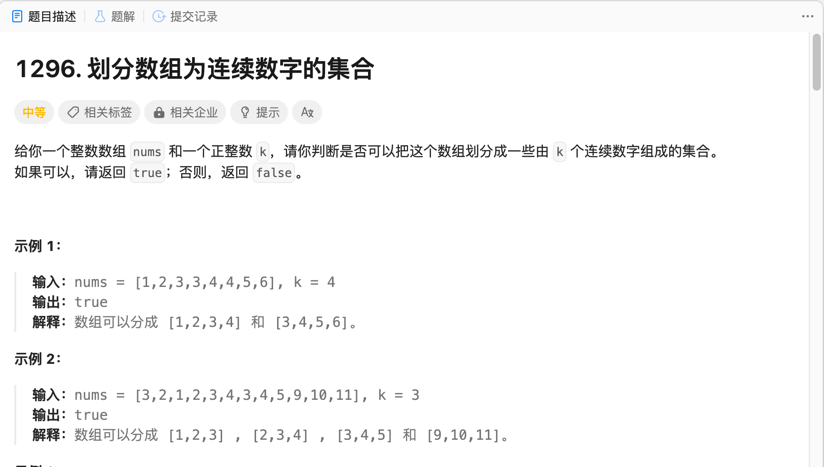 题目描述 题解 提交记录
1296. 划分数组为连续数字的集合
中等 相关标签 相关企业 提示 A
给你一个整数数组 nums 和一个正整数 k，请你判断是否可以把这个数组划分成一些由 k 个连续数字组成的集合。
如果可以，请返回 true；否则，返回 false。
示例 1：
输入：nums = [1,2,3,3,4,4,5,6], k = 4
输出：true
解释：数组可以分成 [1,2,3,4] 和 [3,4,5,6]。
示例 2：
输入：nums = [3,2,1,2,3,4,3,4,5,9,10,11], k = 3
输出：true
解释：数组可以分成 [1,2,3] , [2,3,4] , [3,4,5] 和 [9,10,11]。